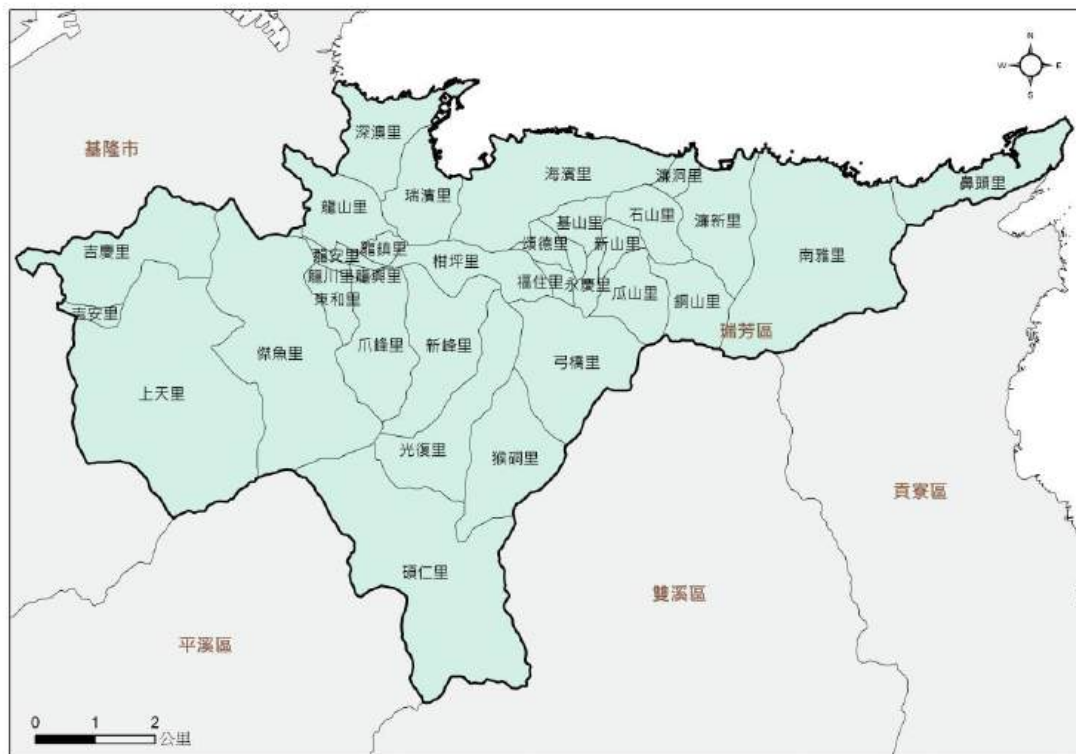 N
W
E
S
深澳里
基隆市
鼻頭里
海濱里
濂洞里
瑞濱里
龍山里
石山里
基山里
濂新里
吉慶里
龍鎮里
頌德里
新山里
龍安里
南雅里
柑坪里
龍川里
龍興里
福住里
永慶里
瓜山里
東和里
銅山里
吉安里
瑞芳區
爪峰里
新峰里
傑魚里
弓橋里
上天里
光復里
猴硐里
貢寮區
碩仁里
雙溪區
平溪區
0
1
2
公里